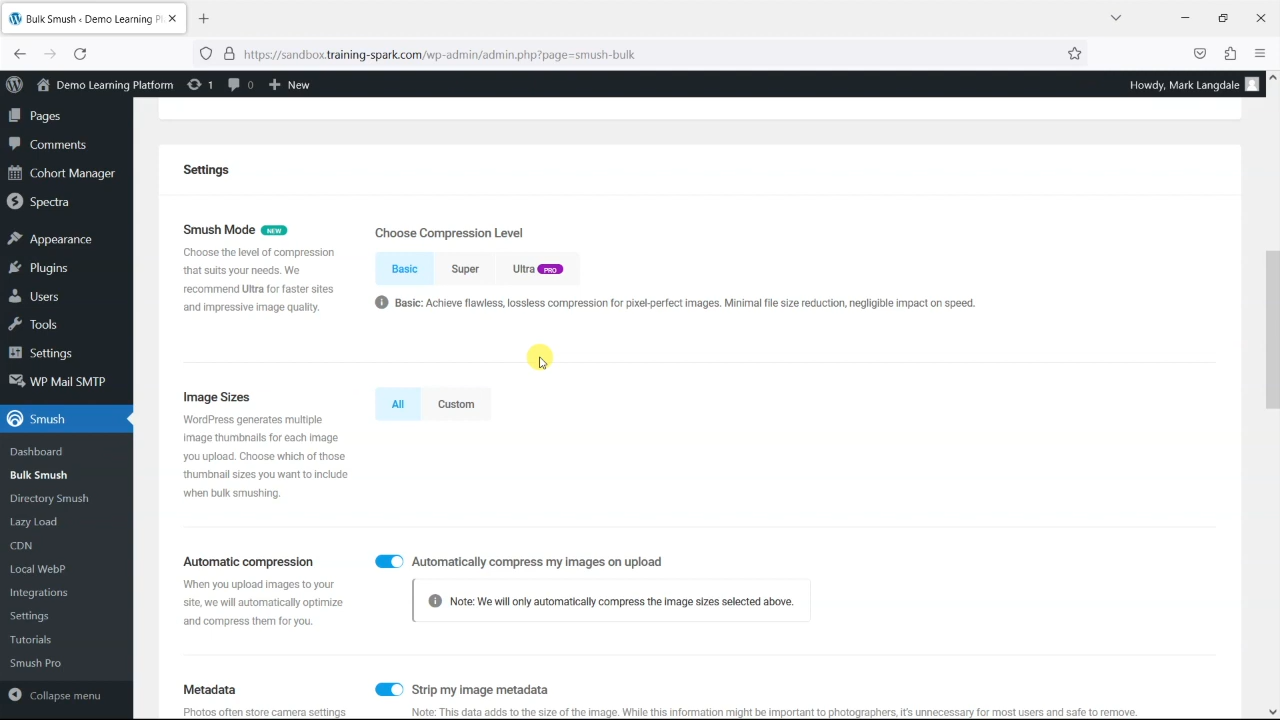 Bulk Smush ‹ Demo Learning Pl
https://sandbox.training-spark.com/wp-admin/admin.php?page=smush-bulk
Demo Learning Platform 1 0 New Howdy, Mark Langdale
Pages
Comments
Cohort Manager
Spectra
Appearance
Plugins
Users
Tools
Settings
WP Mail SMTP
Smush
Dashboard
Bulk Smush
Directory Smush
Lazy Load
CDN
Local WebP
Integrations
Settings
Tutorials
Smush Pro
Collapse menu
Settings
Smush Mode NEW
Choose the level of compression
that suits your needs. We
recommend Ultra for faster sites
and impressive image quality.
Choose Compression Level
Basic Super Ultra PRO
Basic: Achieve flawless, lossless compression for pixel-perfect images. Minimal file size reduction, negligible impact on speed.
Image Sizes
WordPress generates multiple
image thumbnails for each image
you upload. Choose which of those
thumbnail sizes you want to include
when bulk smushing.
All Custom
Automatic compression
When you upload images to your
site, we will automatically optimize
and compress them for you.
Automatically compress my images on upload
Note: We will only automatically compress the image sizes selected above.
Metadata
Photos often store camera settings
Strip my image metadata
Note: This data adds to the size of the image. While this information might be important to photographers, it's unnecessary for most users and safe to remove.